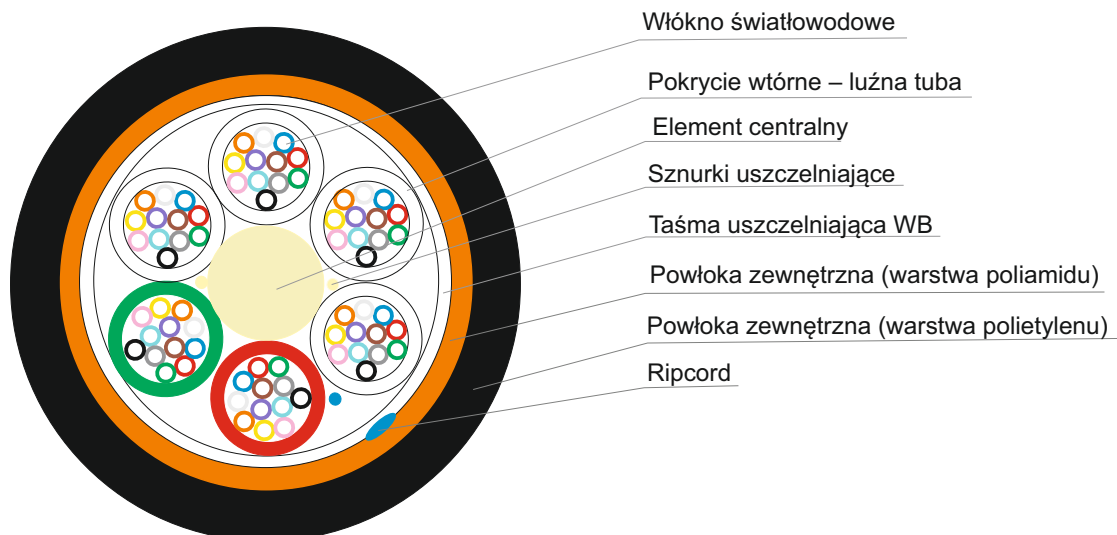 Włókno światłowodowe
Pokrycie wtórne – luźna tuba
Element centralny
Sznurki uszczelniające
Taśma uszczelniająca WB
Powłoka zewnętrzna (warstwa poliamidu)
Powłoka zewnętrzna (warstwa polietylenu)
Ripcord